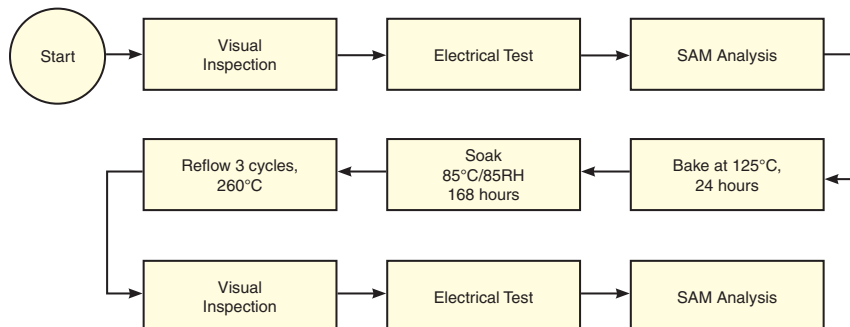 Start
Visual
Inspection
Electrical Test
SAM Analysis
Bake at 125°C,
24 hours
Soak
85°C/85RH
168 hours
Reflow 3 cycles,
260°C
Visual
Inspection
Electrical Test
SAM Analysis